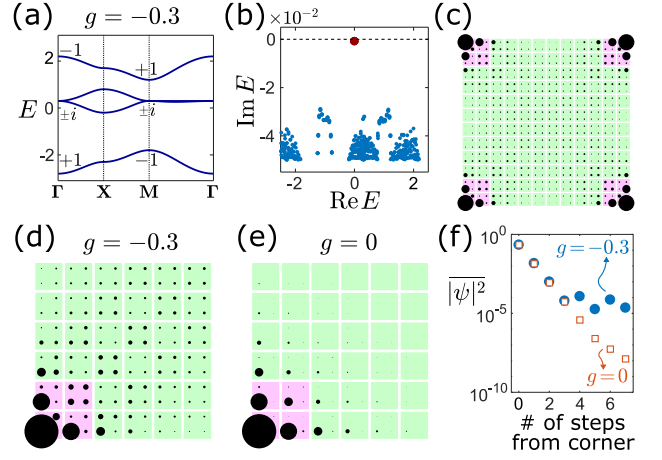 (a) g = −0.3
2
0
−2
E
−1
+1
±i
±i
+1
−1
Γ X M Γ
(b)
×10⁻²
0
−2
−4
Im E
−2 0 2
Re E
(c)
(d) g = −0.3
(e) g = 0
(f)
10⁰
10⁻⁵
10⁻¹⁰
|ψ|²
g = −0.3
g = 0
0 2 4 6
# of steps
from corner